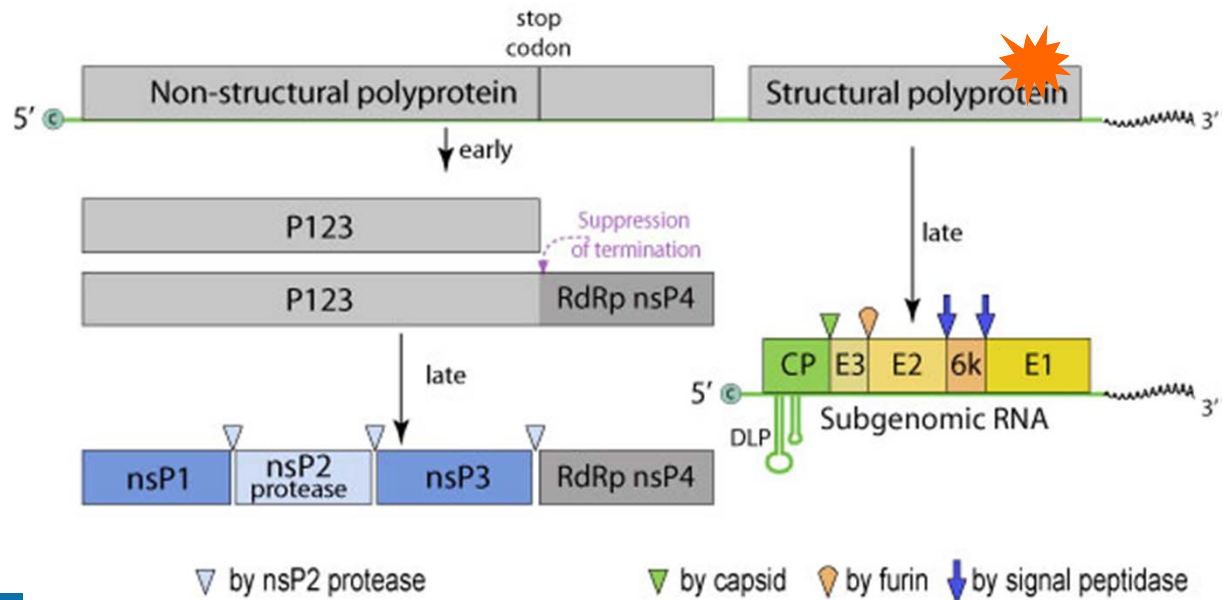 stop
codon
Non-structural polyprotein
Structural polyprotein
5’ c
3’
early
P123
Suppression
of termination
P123
RdRp nsP4
late
late
CP E3 E2 6k E1
5’ c
3’
DLP
Subgenomic RNA
nsP1
nsP2
protease
nsP3
RdRp nsP4
by nsP2 protease
by capsid
by furin
by signal peptidase